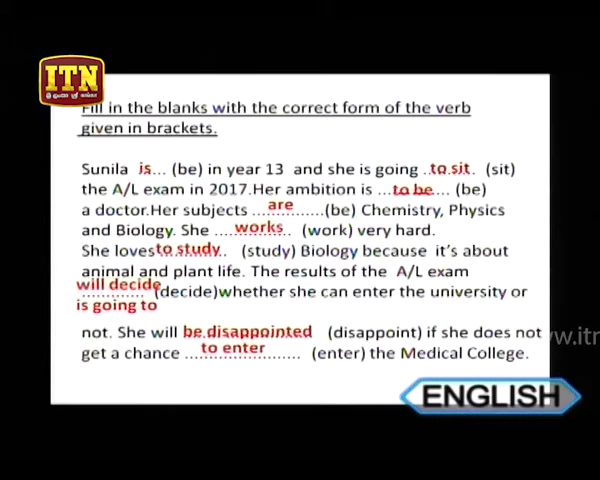 ITN
Fill in the blanks with the correct form of the verb
given in brackets.
Sunila is... (be) in year 13 and she is going ..to sit.. (sit)
the A/L exam in 2017.Her ambition is ...to be.... (be)
a doctor.Her subjects ....are........(be) Chemistry, Physics
and Biology. She ....works.... (work) very hard.
She loves to study.. (study) Biology because it's about
animal and plant life. The results of the A/L exam
will decide
............. (decide)whether she can enter the university or
is going to
not. She will be disappointed (disappoint) if she does not
get a chance ....to enter.......... (enter) the Medical College.
www.itn
ENGLISH